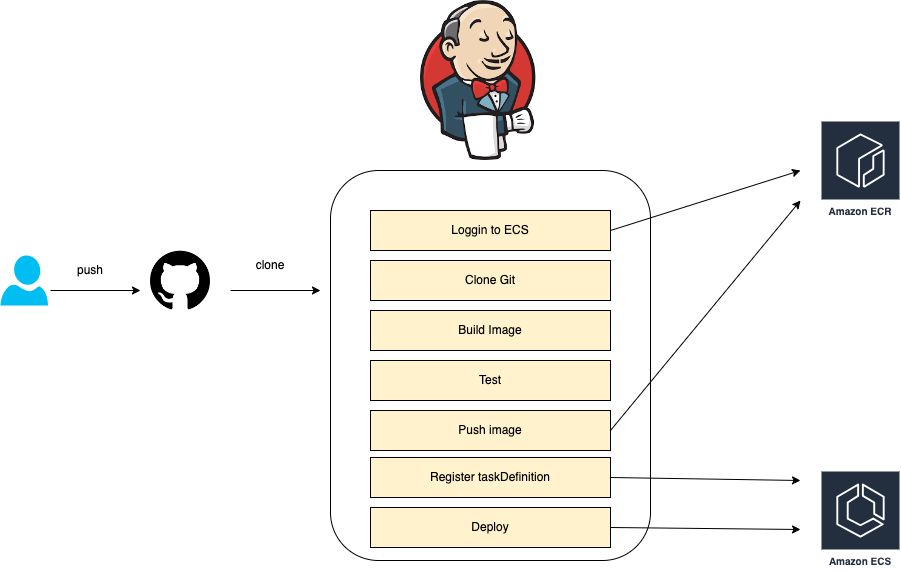 push
clone
Loggin to ECS
Clone Git
Build Image
Test
Push image
Register taskDefinition
Deploy
Amazon ECR
Amazon ECS